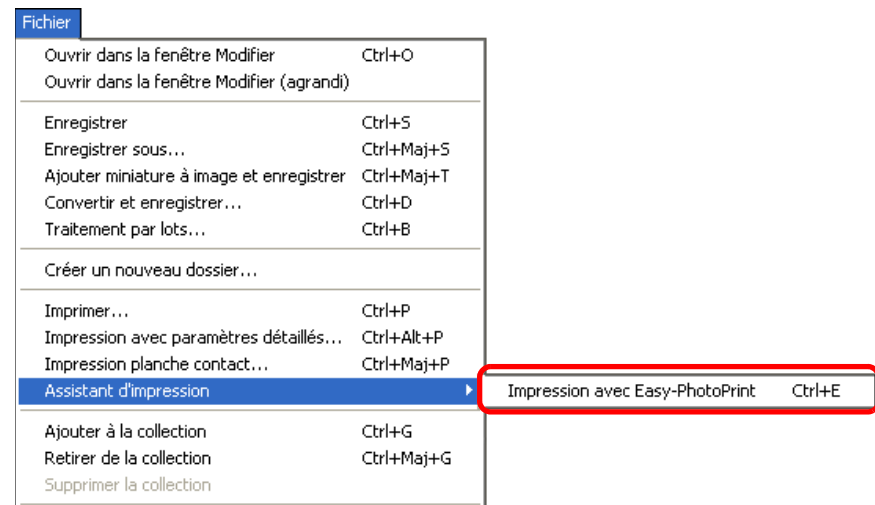 Fichier
Ouvrir dans la fenêtre Modifier Ctrl+O
Ouvrir dans la fenêtre Modifier (agrandi)
Enregistrer Ctrl+S
Enregistrer sous... Ctrl+Maj+S
Ajouter miniature à image et enregistrer Ctrl+Maj+T
Convertir et enregistrer... Ctrl+D
Traitement par lots... Ctrl+B
Créer un nouveau dossier...
Imprimer... Ctrl+P
Impression avec paramètres détaillés... Ctrl+Alt+P
Impression planche contact... Ctrl+Maj+P
Assistant d'impression Impression avec Easy-PhotoPrint Ctrl+E
Ajouter à la collection Ctrl+G
Retirer de la collection Ctrl+Maj+G
Supprimer la collection